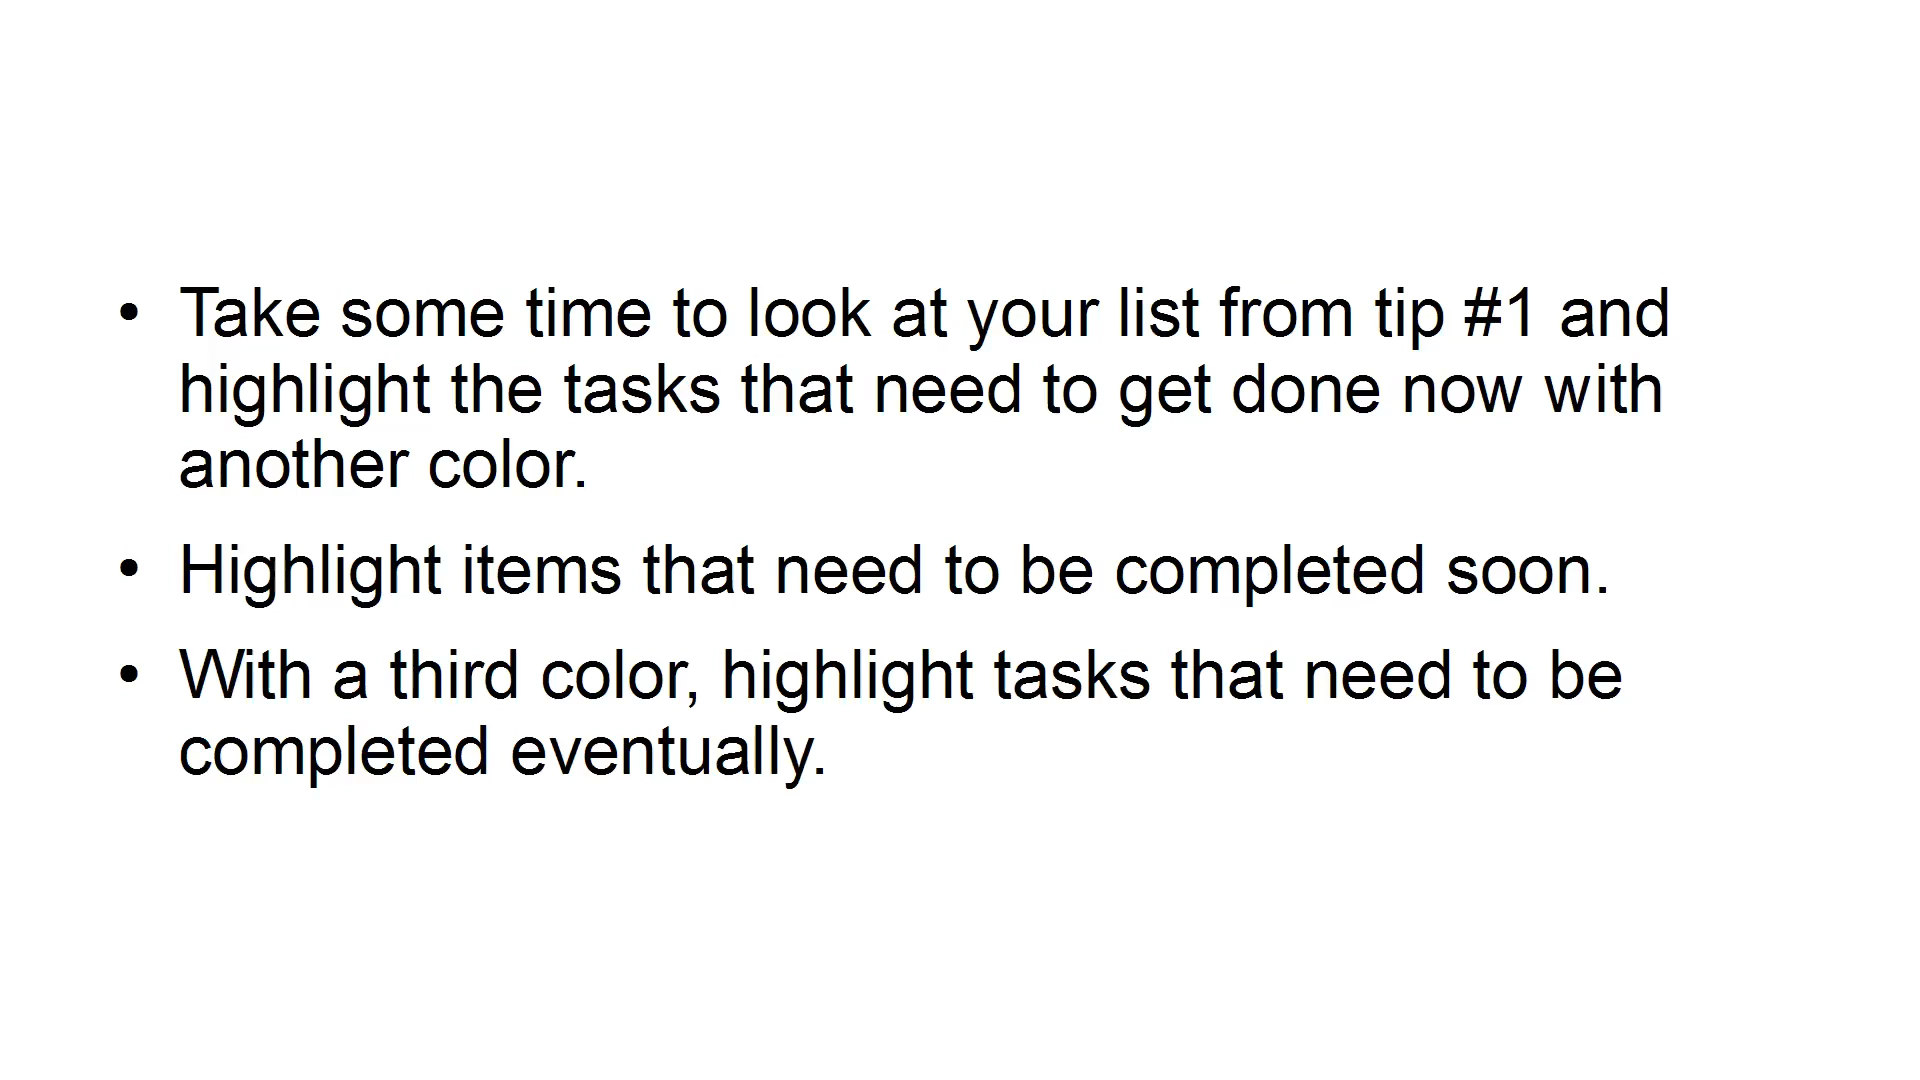 • Take some time to look at your list from tip #1 and
highlight the tasks that need to get done now with
another color.
• Highlight items that need to be completed soon.
• With a third color, highlight tasks that need to be
completed eventually.